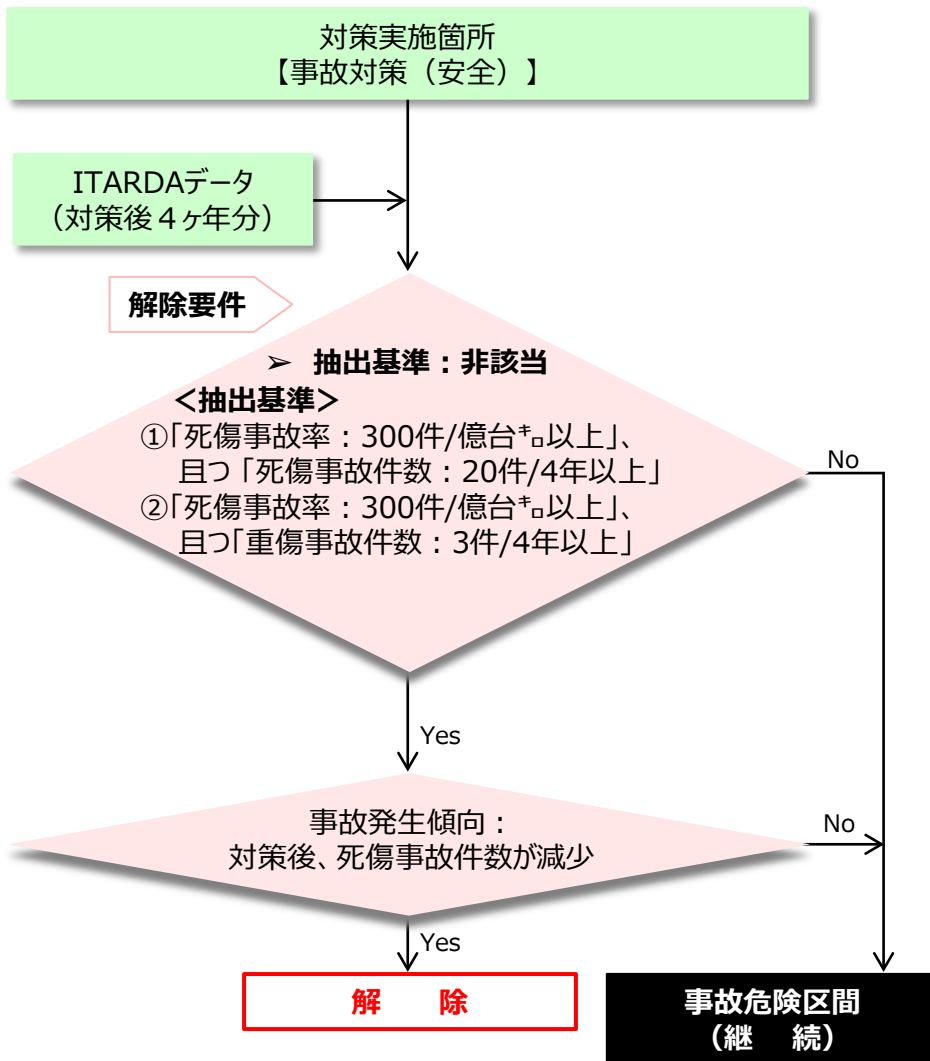 対策実施箇所
【事故対策（安全）】
ITARDAデータ
（対策後４ヶ年分）
解除要件
➢ 抽出基準：非該当
＜抽出基準＞
①「死傷事故率：300件/億台㌔以上」、
且つ「死傷事故件数：20件/4年以上」
②「死傷事故率：300件/億台㌔以上」、
且つ「重傷事故件数：3件/4年以上」
No
Yes
事故発生傾向：
対策後、死傷事故件数が減少
No
Yes
解　除
事故危険区間
（継　続）